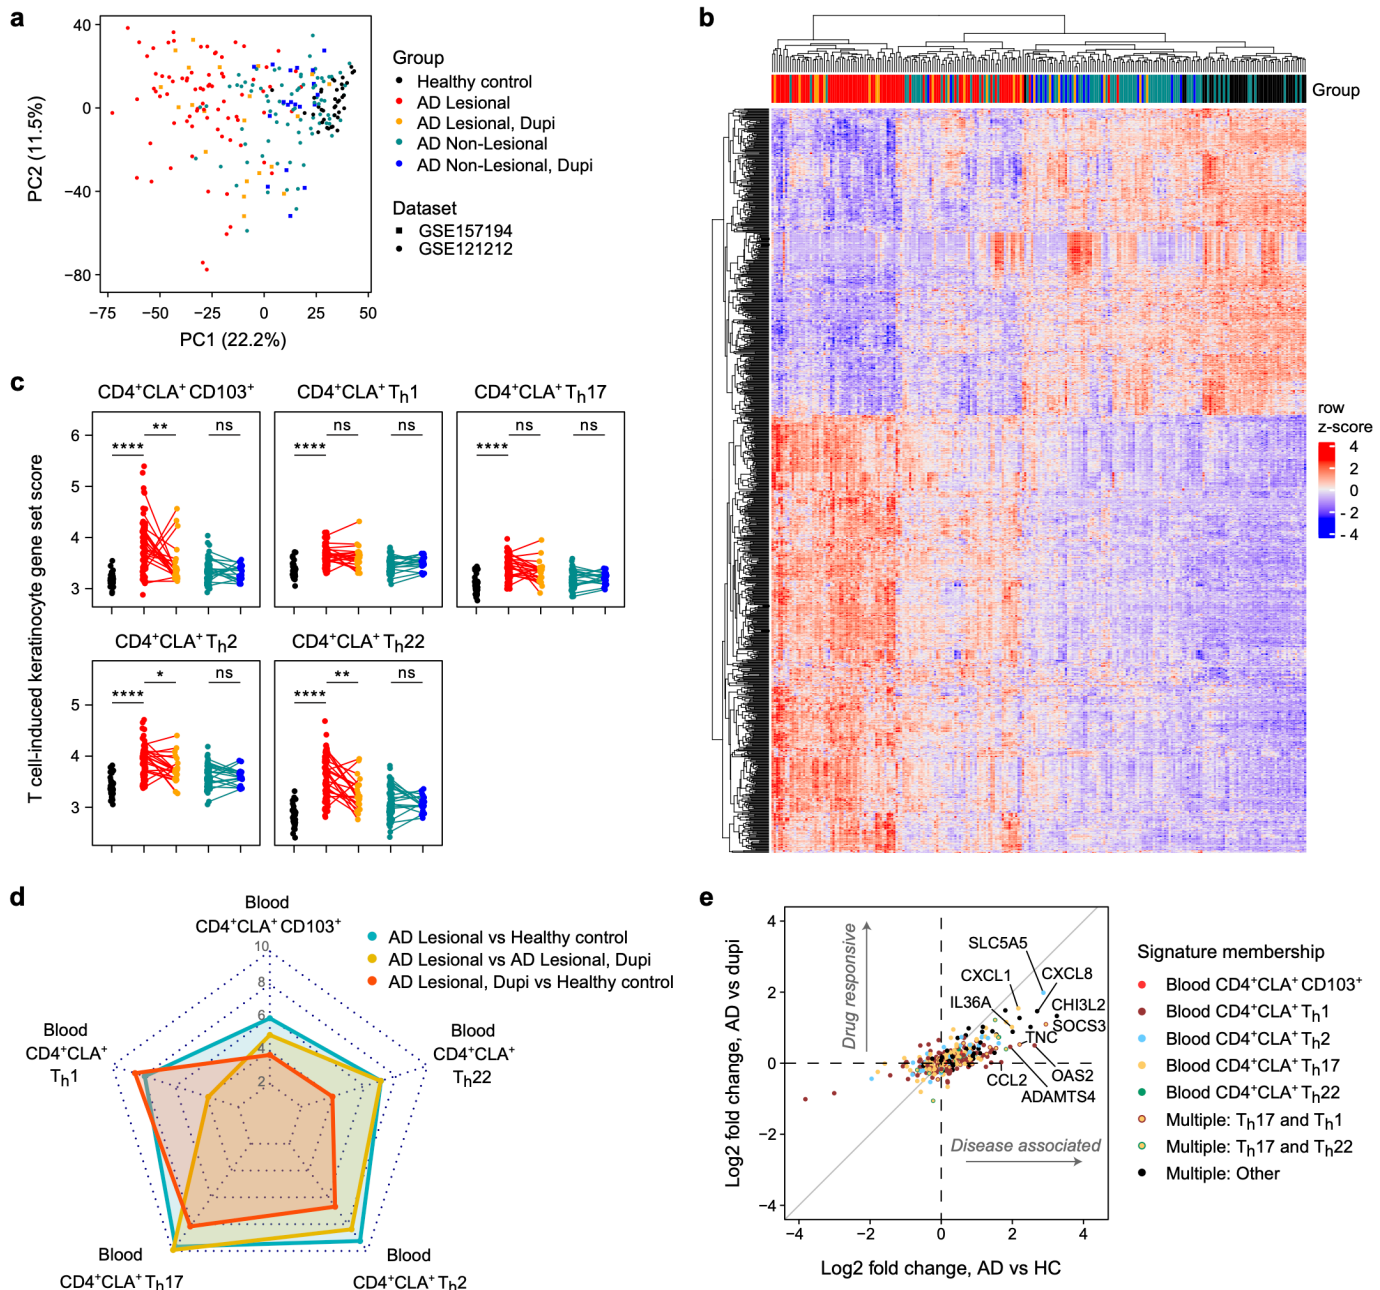 a
40
20
0
−40
−80
PC2 (11.5%)
−75
−50
−25
0
25
50
PC1 (22.2%)
Group
Healthy control
AD Lesional
AD Lesional, Dupi
AD Non-Lesional
AD Non-Lesional, Dupi
Dataset
GSE157194
GSE121212
b
Group
row
z-score
4
2
0
- 2
- 4
c
T cell-induced keratinocyte gene set score
CD4+CLA+ CD103+
CD4+CLA+ Th1
CD4+CLA+ Th17
6
5
4
3
**** ** ns
**** ns ns
**** ns ns
CD4+CLA+ Th2
CD4+CLA+ Th22
5
4
3
**** * ns
**** ** ns
d
Blood
CD4+CLA+ CD103+
10
8
6
4
2
Blood
CD4+CLA+
Th1
Blood
CD4+CLA+
Th22
Blood
CD4+CLA+ Th17
Blood
CD4+CLA+ Th2
AD Lesional vs Healthy control
AD Lesional vs AD Lesional, Dupi
AD Lesional, Dupi vs Healthy control
e
Log2 fold change, AD vs dupi
4
2
0
−2
−4
−4
−2
0
2
4
Log2 fold change, AD vs HC
Drug responsive
Disease associated
SLC5A5
CXCL1
CXCL8
IL36A
CHI3L2
SOCS3
TNC
CCL2
OAS2
ADAMTS4
Signature membership
Blood CD4+CLA+ CD103+
Blood CD4+CLA+ Th1
Blood CD4+CLA+ Th2
Blood CD4+CLA+ Th17
Blood CD4+CLA+ Th22
Multiple: Th17 and Th1
Multiple: Th17 and Th22
Multiple: Other